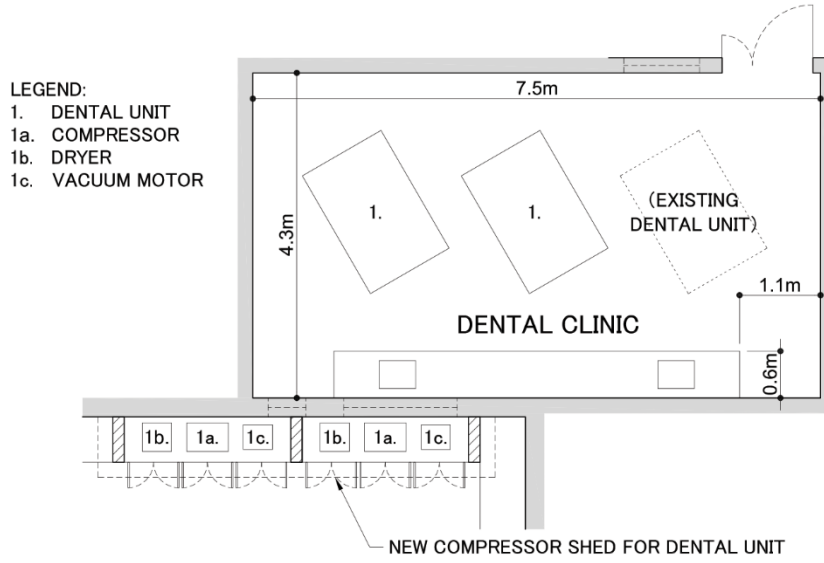 LEGEND:
1. DENTAL UNIT
1a. COMPRESSOR
1b. DRYER
1c. VACUUM MOTOR
7.5m
4.3m
1.
1.
(EXISTING
DENTAL UNIT)
1.1m
DENTAL CLINIC
0.6m
1b. 1a. 1c. 1b. 1a. 1c.
NEW COMPRESSOR SHED FOR DENTAL UNIT